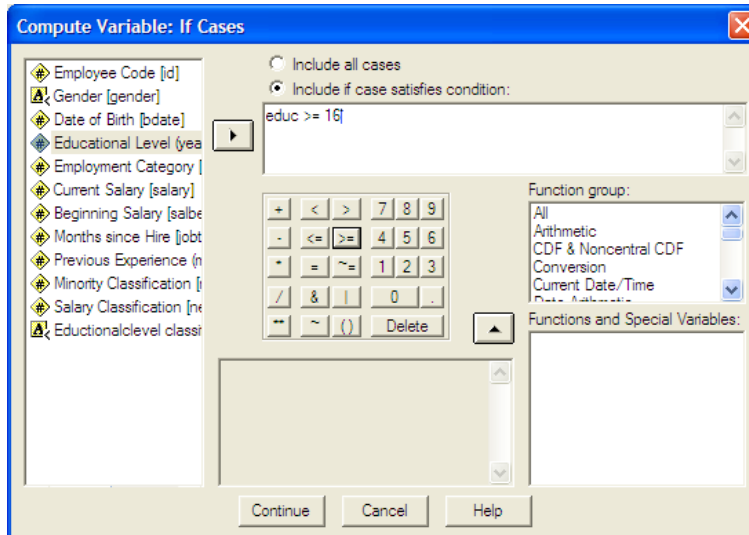 Compute Variable: If Cases
Employee Code [id]
Gender [gender]
Date of Birth [bdate]
Educational Level (yea
Employment Category [
Current Salary [salary]
Beginning Salary [salbe
Months since Hire [jobt
Previous Experience (m
Minority Classification [
Salary Classification [ne
Eductionalclevel classif
Include all cases
Include if case satisfies condition:
educ >= 16
+ < > 7 8 9
- <= >= 4 5 6
* = ~= 1 2 3
/ & | 0 .
** ~ () Delete
Function group:
All
Arithmetic
CDF & Noncentral CDF
Conversion
Current Date/Time
Date Arithmetic
Functions and Special Variables:
Continue Cancel Help